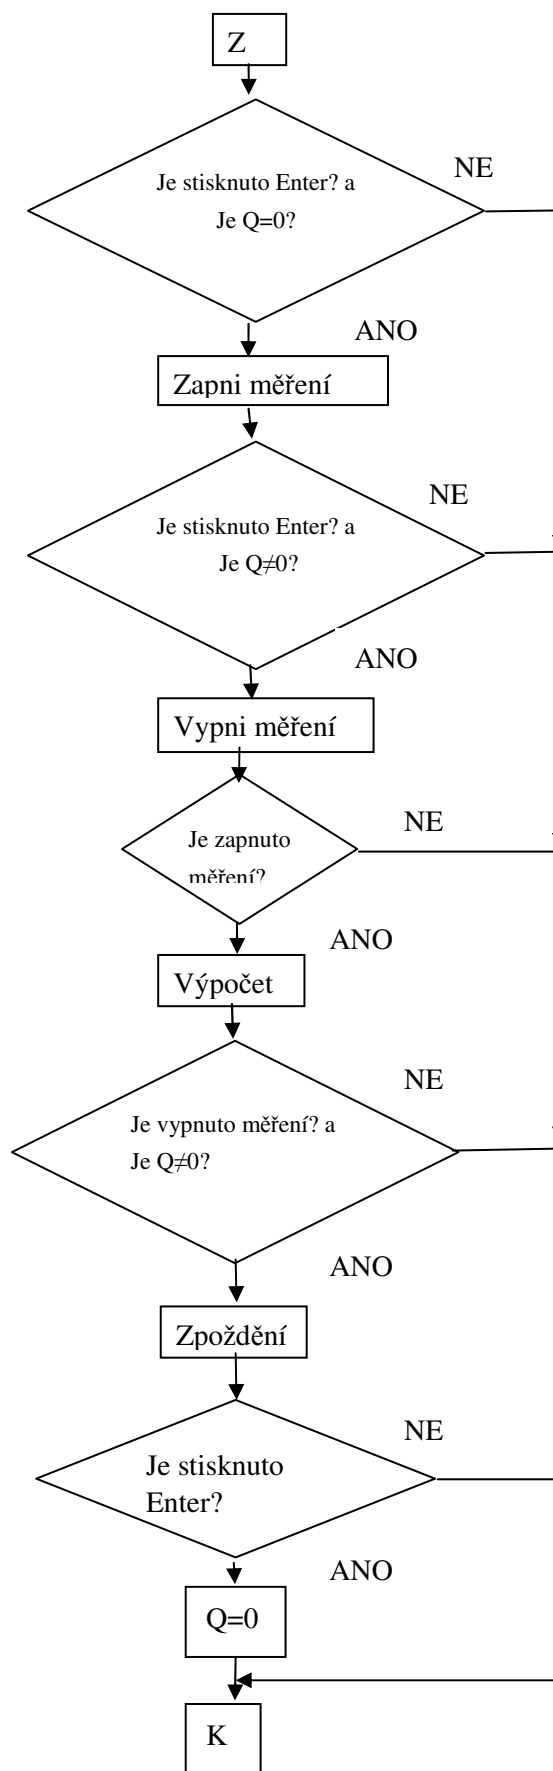 Z
Je stisknuto Enter? a
Je Q=0?
NE
ANO
Zapni měření
Je stisknuto Enter? a
Je Q≠0?
NE
ANO
Vypni měření
Je zapnuto
měření?
NE
ANO
Výpočet
Je vypnuto měření? a
Je Q≠0?
NE
ANO
Zpoždění
Je stisknuto
Enter?
NE
ANO
Q=0
K